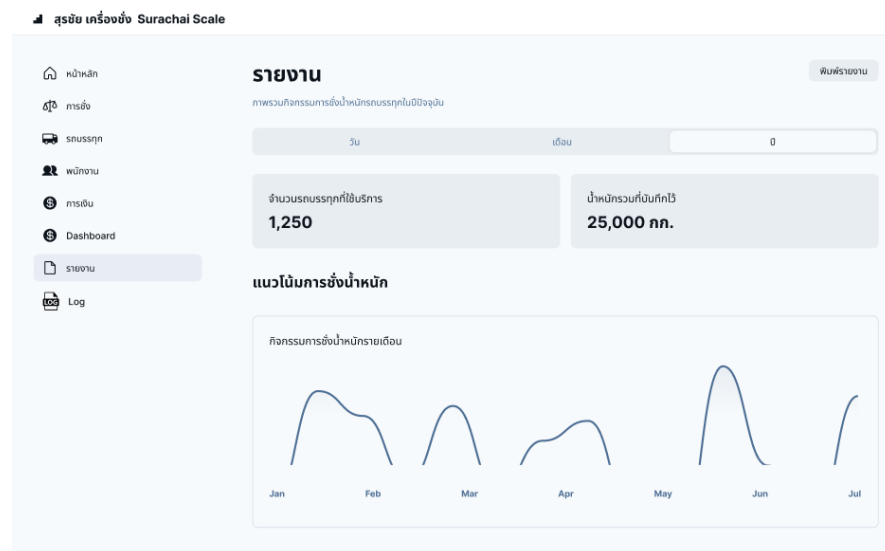 สุรชัย เครื่องชั่ง Surachai Scale
หน้าหลัก
การชั่ง
รถบรรทุก
พนักงาน
การเงิน
Dashboard
รายงาน
LOG Log
รายงาน
พิมพ์รายงาน
ภาพรวมกิจกรรมการชั่งน้ำหนักรถบรรทุกในปีปัจจุบัน
วัน เดือน ปี
จำนวนรถบรรทุกที่ใช้บริการ
1,250
น้ำหนักรวมที่บันทึกไว้
25,000 กก.
แนวโน้มการชั่งน้ำหนัก
กิจกรรมการชั่งน้ำหนักรายเดือน
Jan Feb Mar Apr May Jun Jul